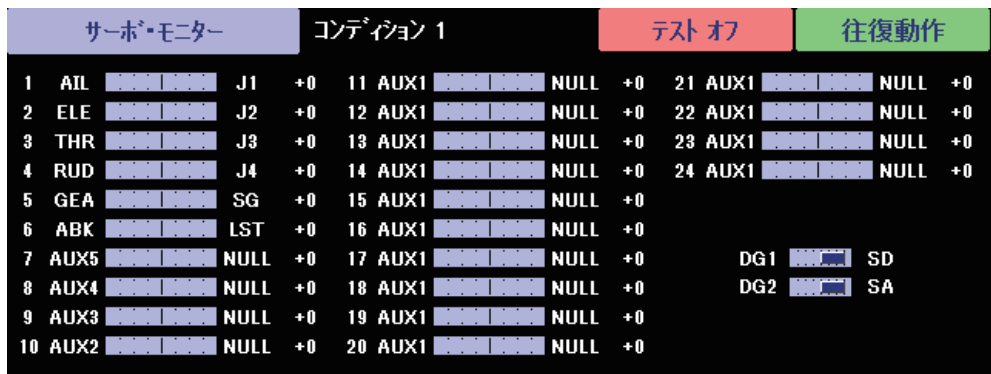 サーボ・モニター コンディション 1 テスト オフ 往復動作
1 AIL J1 +0 11 AUX1 NULL +0 21 AUX1 NULL +0
2 ELE J2 +0 12 AUX1 NULL +0 22 AUX1 NULL +0
3 THR J3 +0 13 AUX1 NULL +0 23 AUX1 NULL +0
4 RUD J4 +0 14 AUX1 NULL +0 24 AUX1 NULL +0
5 GEA SG +0 15 AUX1 NULL +0
6 ABK LST +0 16 AUX1 NULL +0
7 AUX5 NULL +0 17 AUX1 NULL +0 DG1 SD
8 AUX4 NULL +0 18 AUX1 NULL +0 DG2 SA
9 AUX3 NULL +0 19 AUX1 NULL +0
10 AUX2 NULL +0 20 AUX1 NULL +0